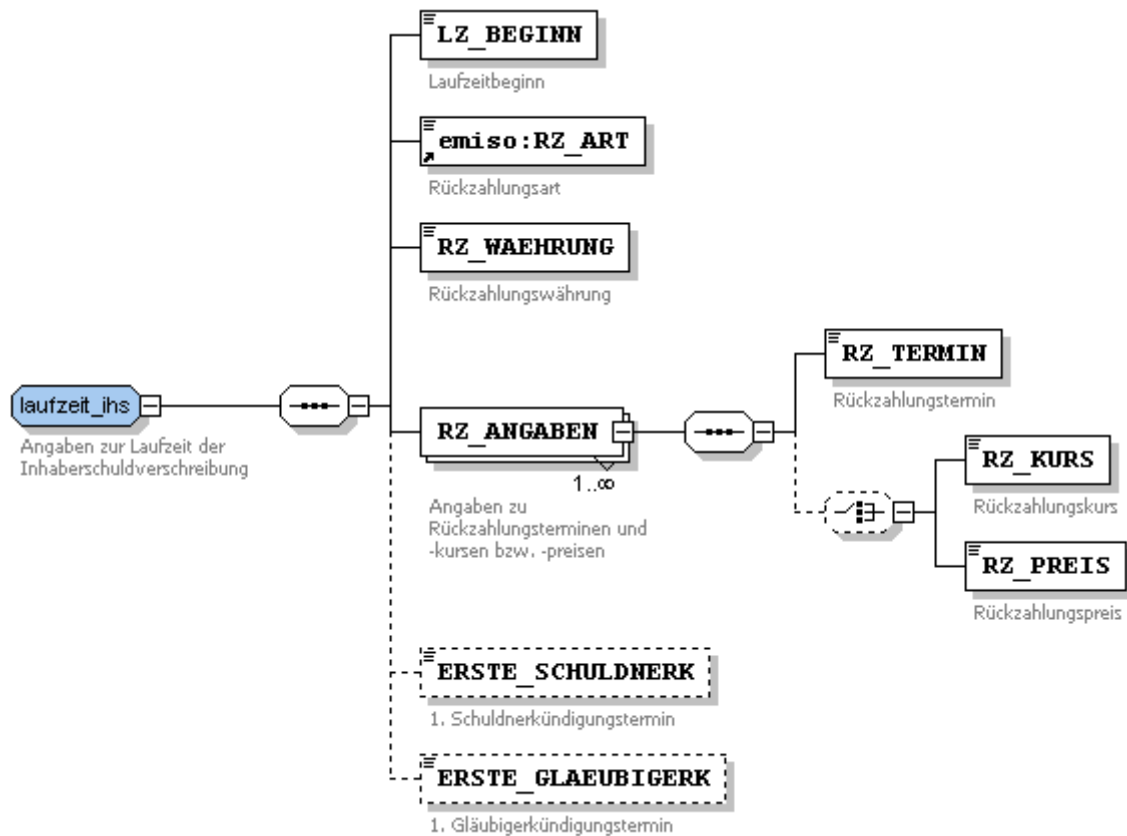 LZ_BEGINN
Laufzeitbeginn
emiso:RZ_ART
Rückzahlungsart
RZ_WAEHRUNG
Rückzahlungswährung
laufzeit_ihs
Angaben zur Laufzeit der
Inhaberschuldverschreibung
RZ_ANGABEN
1..∞
Angaben zu
Rückzahlungsterminen und
-kursen bzw. -preisen
RZ_TERMIN
Rückzahlungstermin
RZ_KURS
Rückzahlungskurs
RZ_PREIS
Rückzahlungspreis
ERSTE_SCHULDNERK
1. Schuldnerkündigungstermin
ERSTE_GLAEUBIGERK
1. Gläubigerkündigungstermin